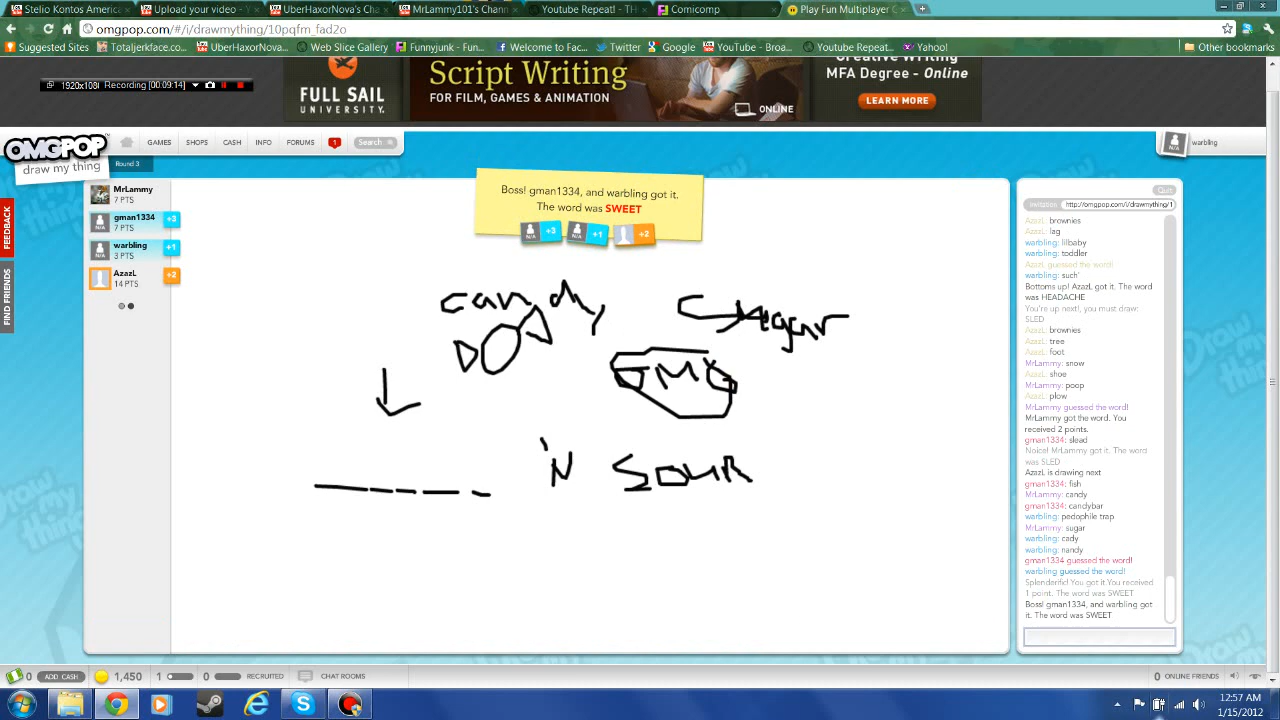 Stelio Kontos Atlanta
Upload your video - Y
UberHaxorNova's Cha
MrLammy101's Chann
Youtube Repeat! - TH
Comicomp
Play Fun Multiplayer G
omgpop.com/#/i/drawmything/10pqfm_fad2o
Suggested Sites
Totaljerkface.com
UberHaxorNova...
Web Slice Gallery
Funnyjunk - Fun...
Welcome to Fac...
Twitter
Google
YouTube - Broa...
Youtube Repeat...
Yahoo!
Other bookmarks
Recording [00:09:14]
FULL SAIL
UNIVERSITY.
Script Writing
FOR FILM, GAMES & ANIMATION
ONLINE
Creative Writing
MFA Degree - Online
LEARN MORE
OMGPOP
draw my thing
GAMES
SHOPS
CASH
INFO
FORUMS
1
Search
warbling
Round 3
FEEDBACK
FIND FRIENDS
MrLammy
7 PTS
gman1334 +3
7 PTS
warbling +1
3 PTS
AzazL +2
14 PTS
Boss! gman1334, and warbling got it.
The word was SWEET
N/A +3 N/A +1 +2
candy
GMO
'N SOUR
Quit
invitation http://omgpop.com/i/drawmything/1
AzazL: brownies
AzazL: lag
warbling: lilbaby
warbling: toddler
AzazL guessed the word!
warbling: such'
Bottoms up! AzazL got it. The word
was HEADACHE
You're up next!, you must draw:
SLED
AzazL: brownies
AzazL: tree
AzazL: foot
MrLammy: snow
AzazL: shoe
MrLammy: poop
AzazL: plow
MrLammy guessed the word!
MrLammy got the word. You
received 2 points.
gman1334: slead
Noice! MrLammy got it. The word
was SLED
AzazL is drawing next
gman1334: fish
MrLammy: candy
gman1334: candybar
warbling: pedophile trap
MrLammy: sugar
warbling: cady
warbling: nandy
gman1334 guessed the word!
warbling guessed the word!
Splenderific! You got it.You received
1 point. The word was SWEET
Boss! gman1334, and warbling got
it. The word was SWEET
0 ADD CASH 1,450 1 0 RECRUITED CHAT ROOMS
0 ONLINE FRIENDS
12:57 AM
1/15/2012